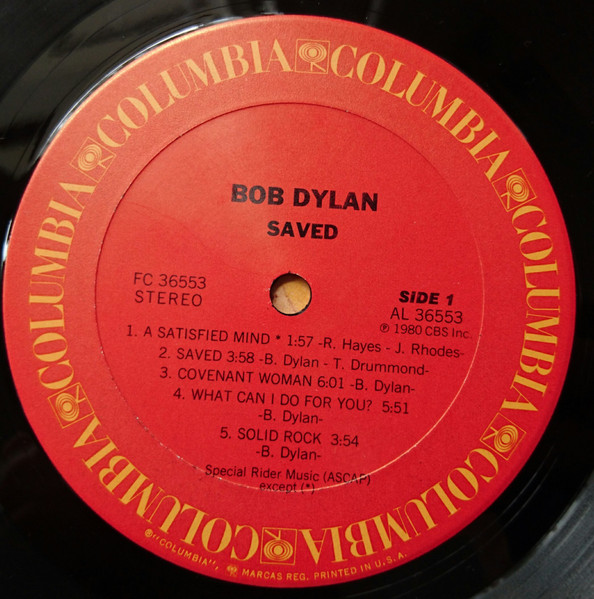 COLUMBIA COLUMBIA COLUMBIA COLUMBIA COLUMBIA COLUMBIA COLUMBIA
BOB DYLAN
SAVED
FC 36553
STEREO
SIDE 1
AL 36553
℗ 1980 CBS Inc.
1. A SATISFIED MIND * 1:57 -R. Hayes - J. Rhodes-
2. SAVED 3:58 -B. Dylan - T. Drummond-
3. COVENANT WOMAN 6:01 -B. Dylan-
4. WHAT CAN I DO FOR YOU? 5:51
-B. Dylan-
5. SOLID ROCK 3:54
-B. Dylan-
Special Rider Music (ASCAP)
except (*)
®"COLUMBIA", MARCAS REG. PRINTED IN U.S.A.